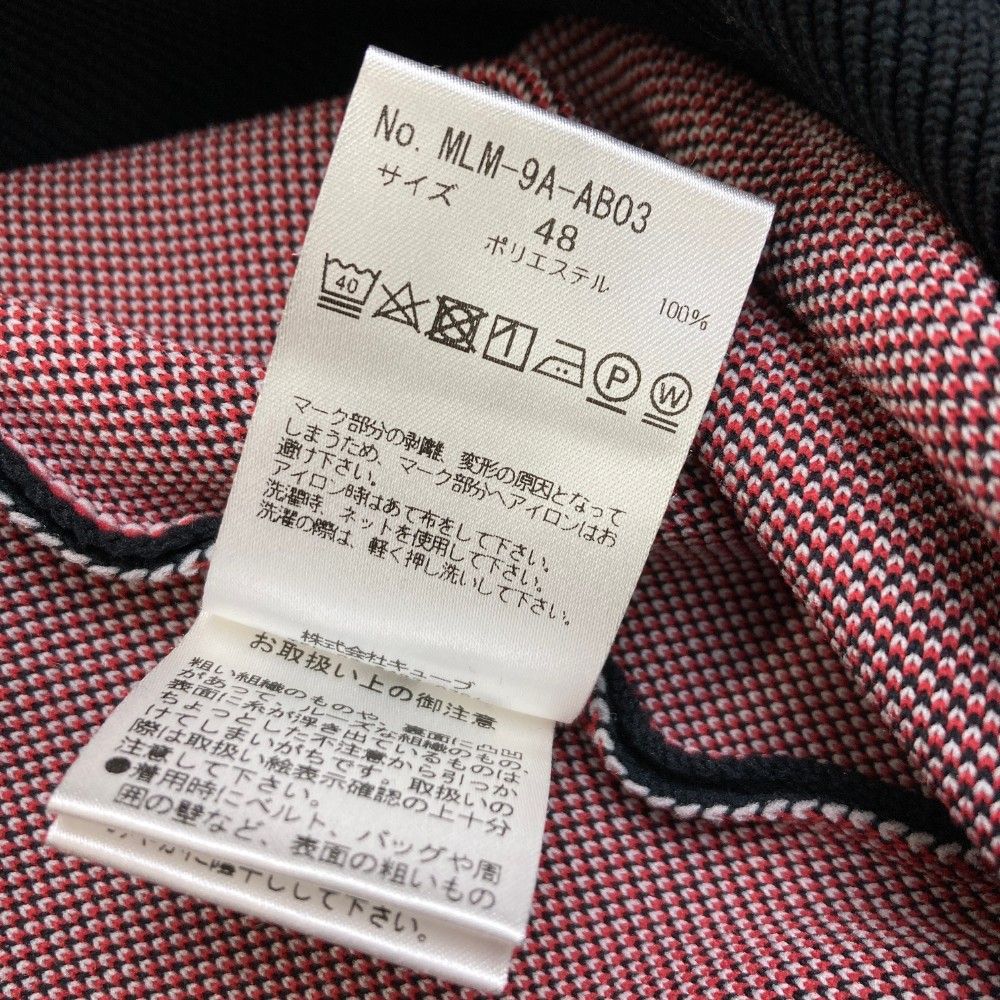 No. MLM-9A-AB03
サイズ 48
ポリエステル 100%
40
P W
マーク部分の剥離、変形の原因となって
しまうため、マーク部分へアイロンはお
避け下さい。
アイロン時はあて布をして下さい。
洗濯時、ネットを使用して下さい。
洗濯の際は、軽く押し洗いして下さい。
株式会社キューブ
お取扱い上の御注意
粗い組織のものや、裏面に凸凹
があってルーズな組織のもの、
表面に糸が浮き出ているものは
ちょっとした不注意から引つか
けてしまいがちです。取扱いの
際は取扱い絵表示確認の上十分
注意して下さい。
●着用時にベルト、バッグや周
囲の壁など、表面の粗いもの
干しして下さい。